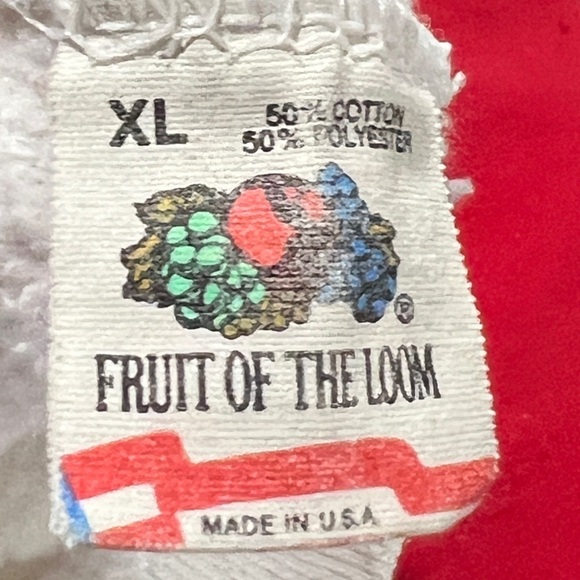 XL
50% COTTON
50% POLYESTER
®
FRUIT OF THE LOOM
MADE IN U.S.A